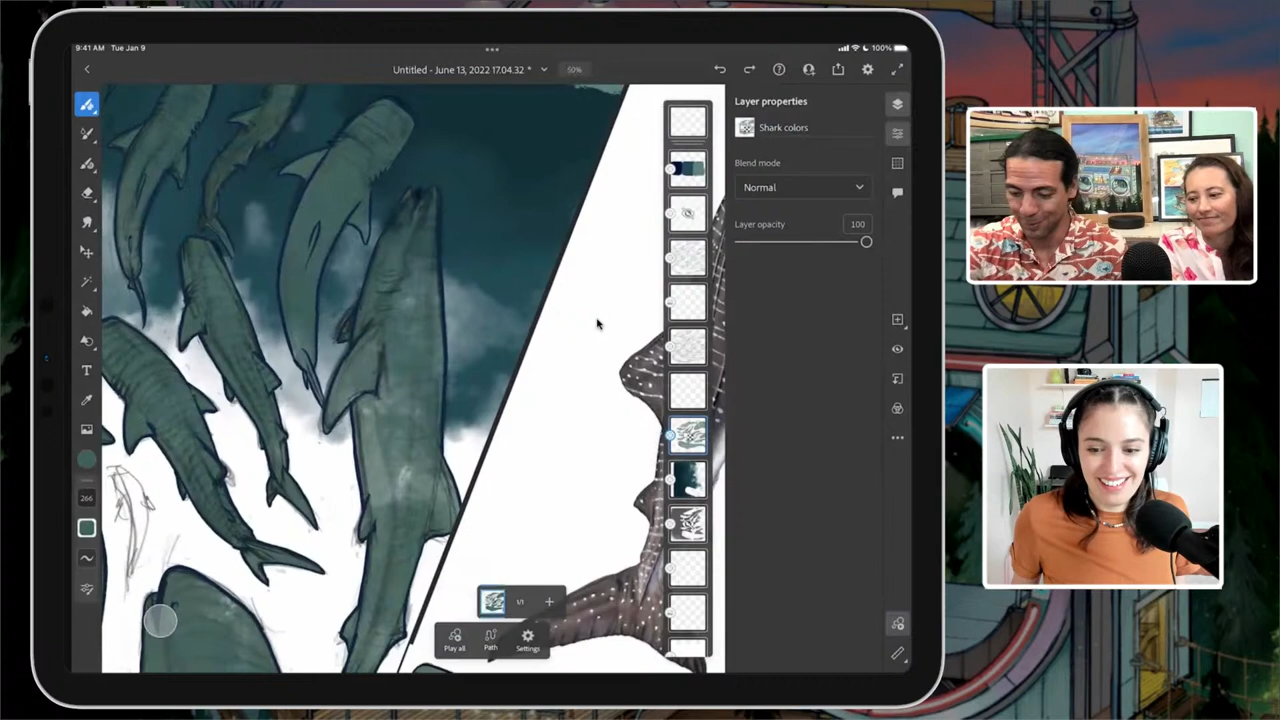 9:41 AM Tue Jan 9
100%
Untitled - June 13, 2022 17.04.32 *
50%
Layer properties
Shark colors
Blend mode
Normal
Layer opacity
100
T
266
1/1
Play all
Path
Settings